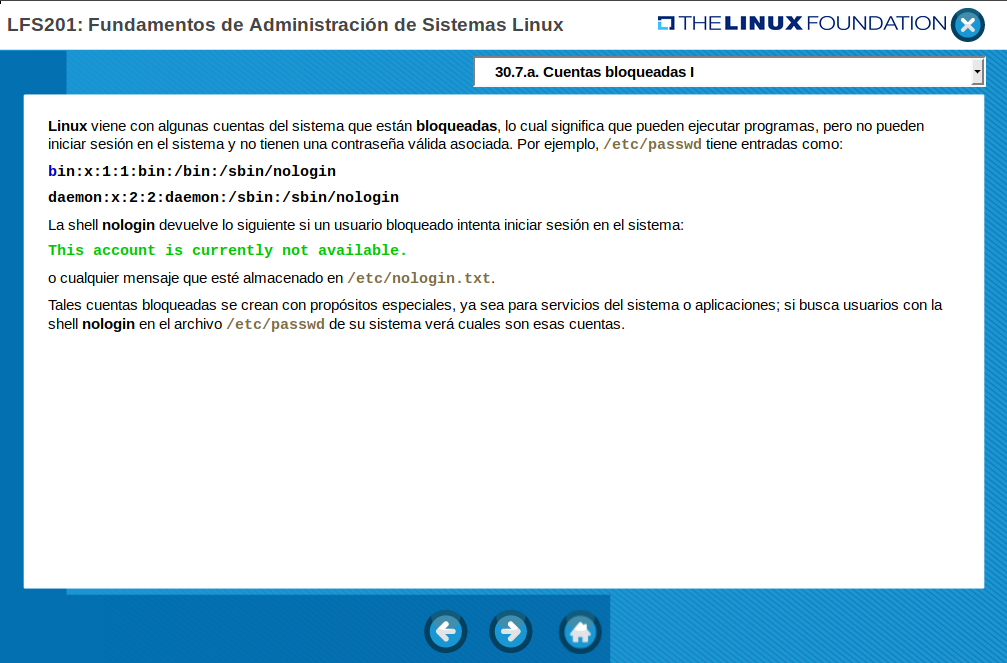 LFS201: Fundamentos de Administración de Sistemas Linux
THE LINUX FOUNDATION
30.7.a. Cuentas bloqueadas I
Linux viene con algunas cuentas del sistema que están bloqueadas, lo cual significa que pueden ejecutar programas, pero no pueden
iniciar sesión en el sistema y no tienen una contraseña válida asociada. Por ejemplo, /etc/passwd tiene entradas como:
bin:x:1:1:bin:/bin:/sbin/nologin
daemon:x:2:2:daemon:/sbin:/sbin/nologin
La shell nologin devuelve lo siguiente si un usuario bloqueado intenta iniciar sesión en el sistema:
This account is currently not available.
o cualquier mensaje que esté almacenado en /etc/nologin.txt.
Tales cuentas bloqueadas se crean con propósitos especiales, ya sea para servicios del sistema o aplicaciones; si busca usuarios con la
shell nologin en el archivo /etc/passwd de su sistema verá cuales son esas cuentas.